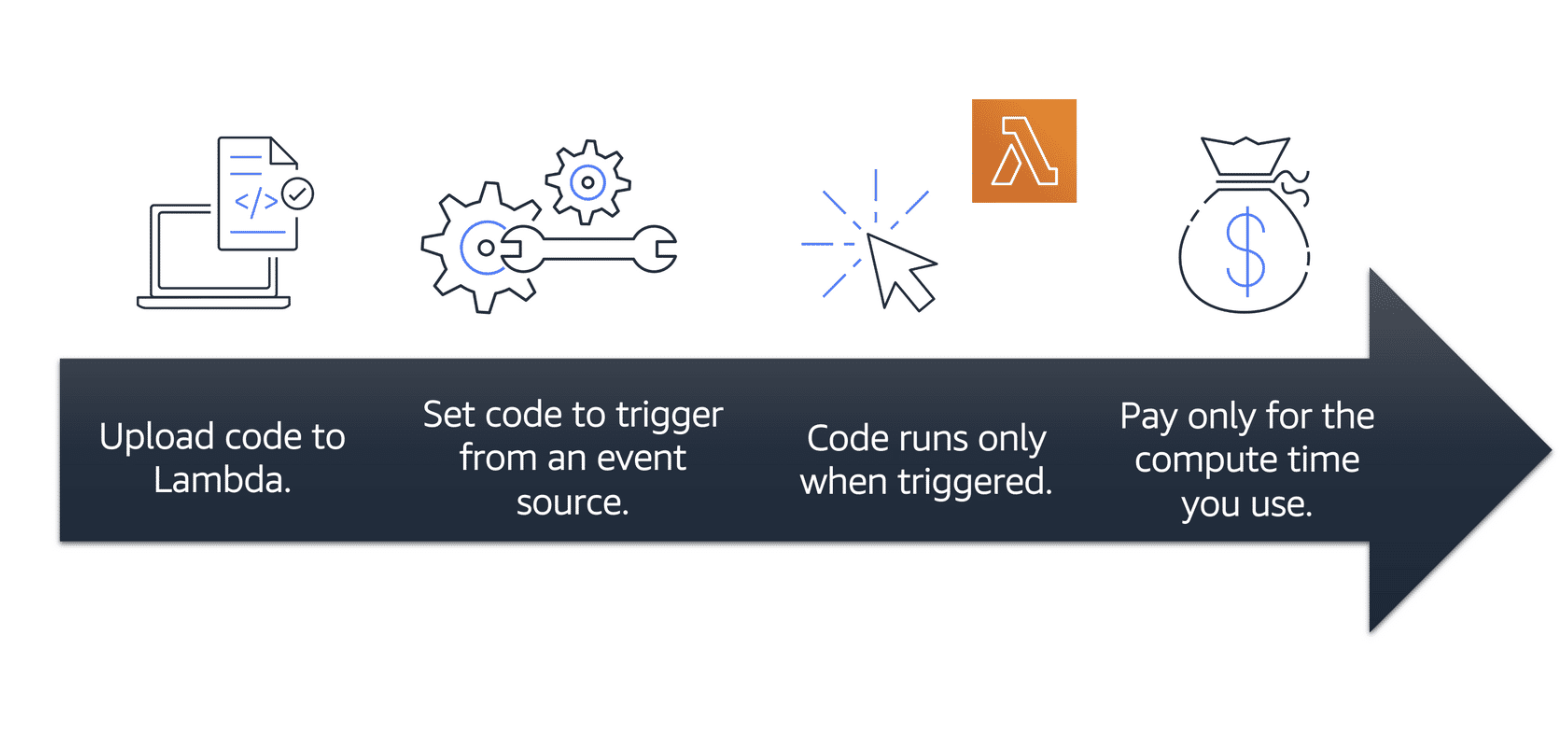 </>
$
Upload code to
Lambda.
Set code to trigger
from an event
source.
Code runs only
when triggered.
Pay only for the
compute time
you use.